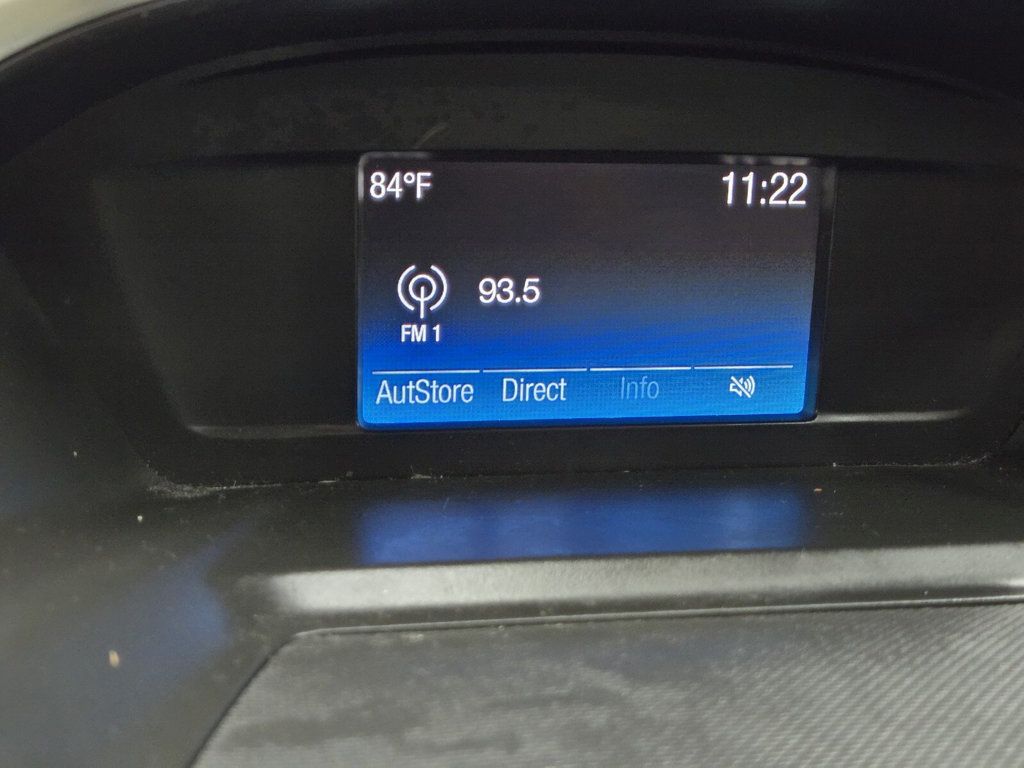 84°F 11:22
93.5
FM 1
AutStore Direct Info